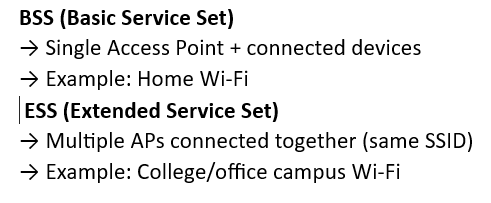 BSS (Basic Service Set)
→ Single Access Point + connected devices
→ Example: Home Wi-Fi
ESS (Extended Service Set)
→ Multiple APs connected together (same SSID)
→ Example: College/office campus Wi-Fi